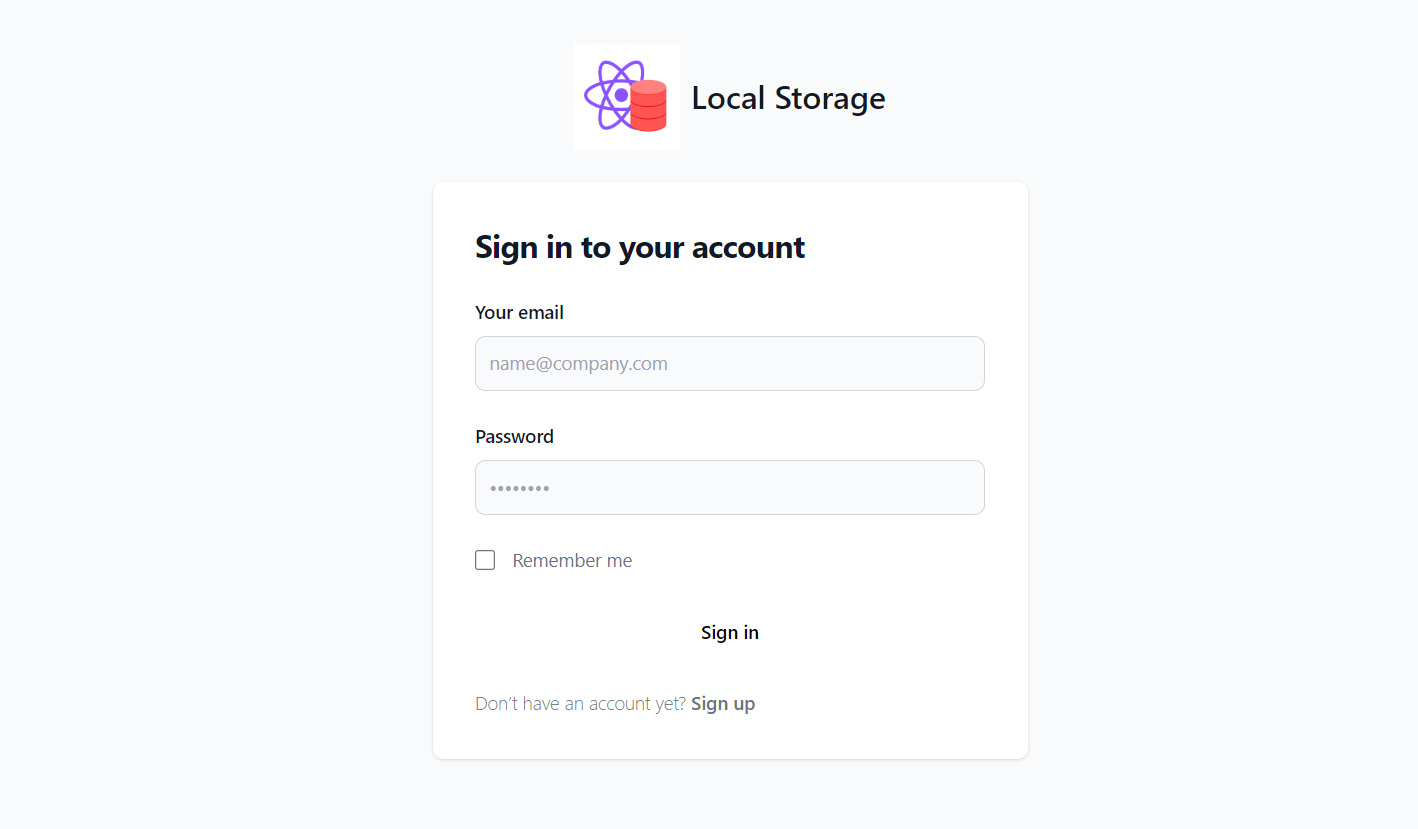 Local Storage
Sign in to your account
Your email
name@company.com
Password
••••••••
Remember me
Sign in
Don’t have an account yet? Sign up